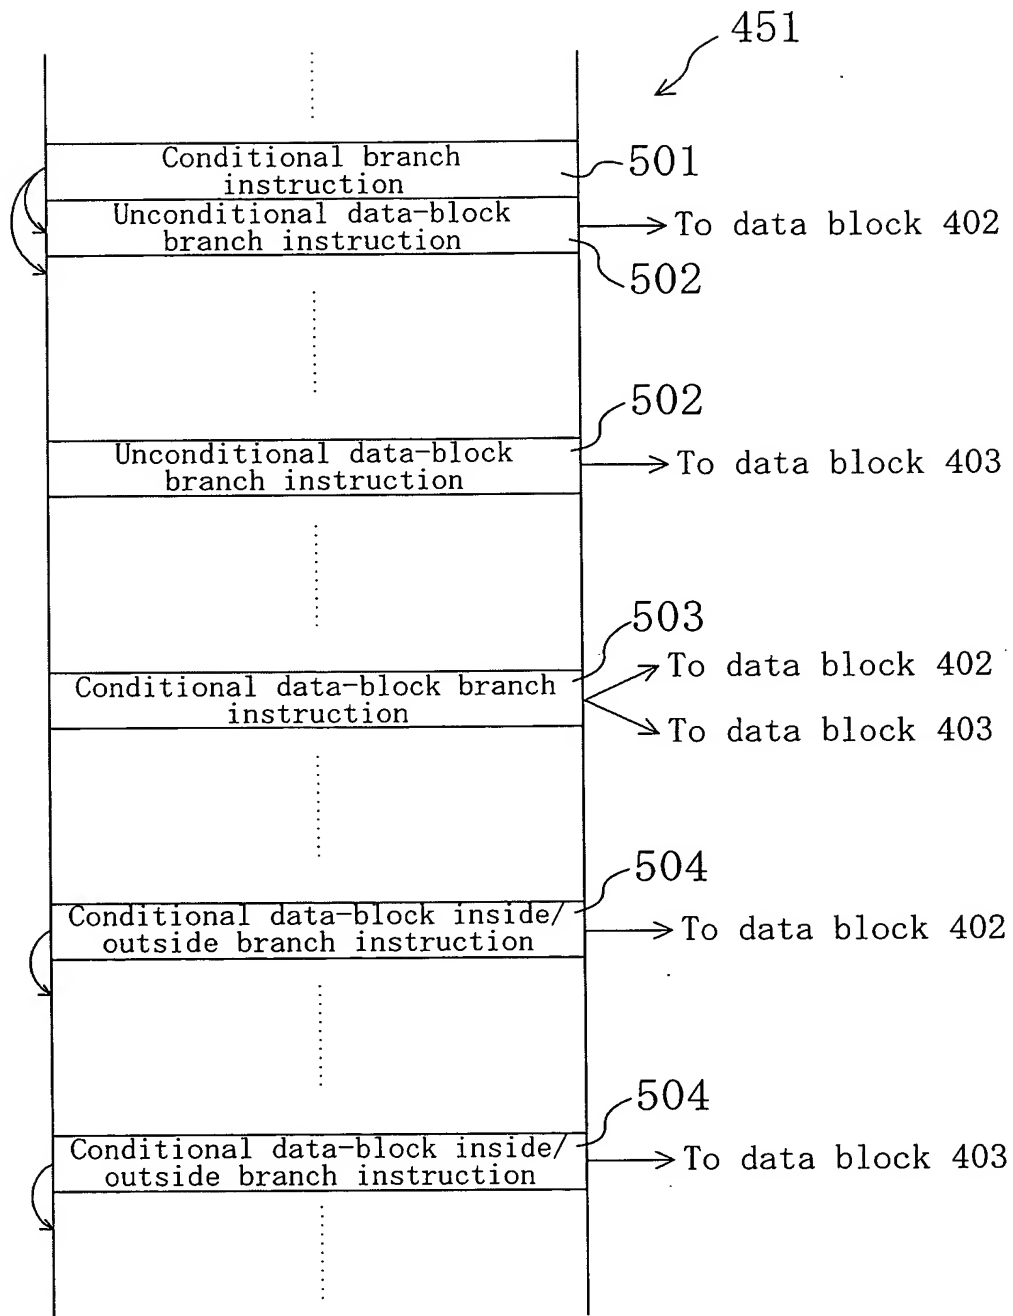 451
Conditional branch
instruction
501
Unconditional data-block
branch instruction
To data block 402
502
502
Unconditional data-block
branch instruction
To data block 403
503
Conditional data-block branch
instruction
To data block 402
To data block 403
504
Conditional data-block inside/
outside branch instruction
To data block 402
504
Conditional data-block inside/
outside branch instruction
To data block 403